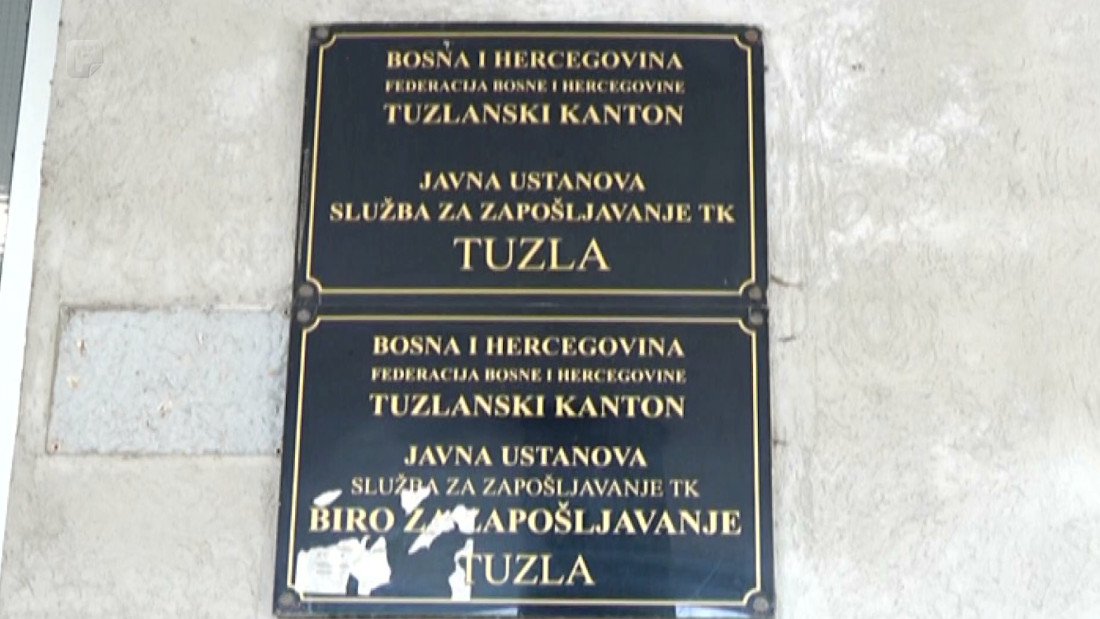 BOSNA I HERCEGOVINA
FEDERACIJA BOSNE I HERCEGOVINE
TUZLANSKI KANTON
JAVNA USTANOVA
SLUŽBA ZA ZAPOŠLJAVANJE TK
TUZLA
BOSNA I HERCEGOVINA
FEDERACIJA BOSNE I HERCEGOVINE
TUZLANSKI KANTON
JAVNA USTANOVA
SLUŽBA ZA ZAPOŠLJAVANJE TK
BIRO ZA ZAPOŠLJAVANJE
TUZLA